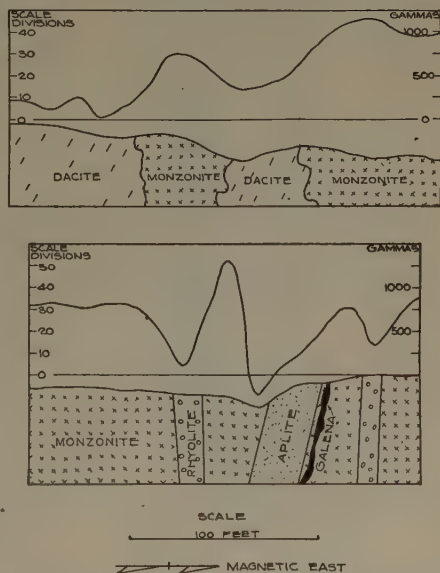 SCALE DIVISIONS GAMMAS
40 1000
30
20 500
10
0 0
DACITE MONZONITE DACITE MONZONITE
SCALE DIVISIONS GAMMAS
50
40 1000
30
20 500
10
0 0
MONZONITE RHYOLITE APLITE GALENA
SCALE
100 FEET
MAGNETIC EAST